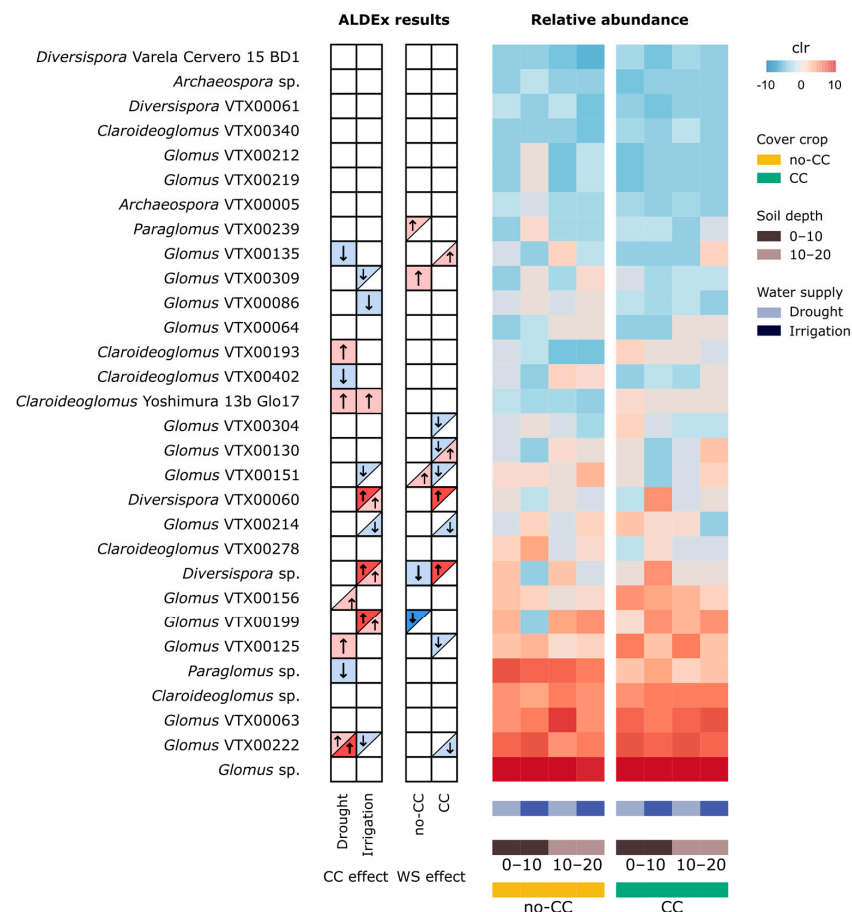 ALDEx results
Relative abundance
Diversispora Varela Cervero 15 BD1
Archaeospora sp.
Diversispora VTX00061
Claroideoglomus VTX00340
Glomus VTX00212
Glomus VTX00219
Archaeospora VTX00005
Paraglomus VTX00239
Glomus VTX00135
Glomus VTX00309
Glomus VTX00086
Glomus VTX00064
Claroideoglomus VTX00193
Claroideoglomus VTX00402
Claroideoglomus Yoshimura 13b Glo17
Glomus VTX00304
Glomus VTX00130
Glomus VTX00151
Diversispora VTX00060
Glomus VTX00214
Claroideoglomus VTX00278
Diversispora sp.
Glomus VTX00156
Glomus VTX00199
Glomus VTX00125
Paraglomus sp.
Claroideoglomus sp.
Glomus VTX00063
Glomus VTX00222
Glomus sp.
Drought
Irrigation
no-CC
CC
CC effect
WS effect
0–10
10–20
0–10
10–20
no-CC
CC
clr
-10 0 10
Cover crop
no-CC
CC
Soil depth
0–10
10–20
Water supply
Drought
Irrigation